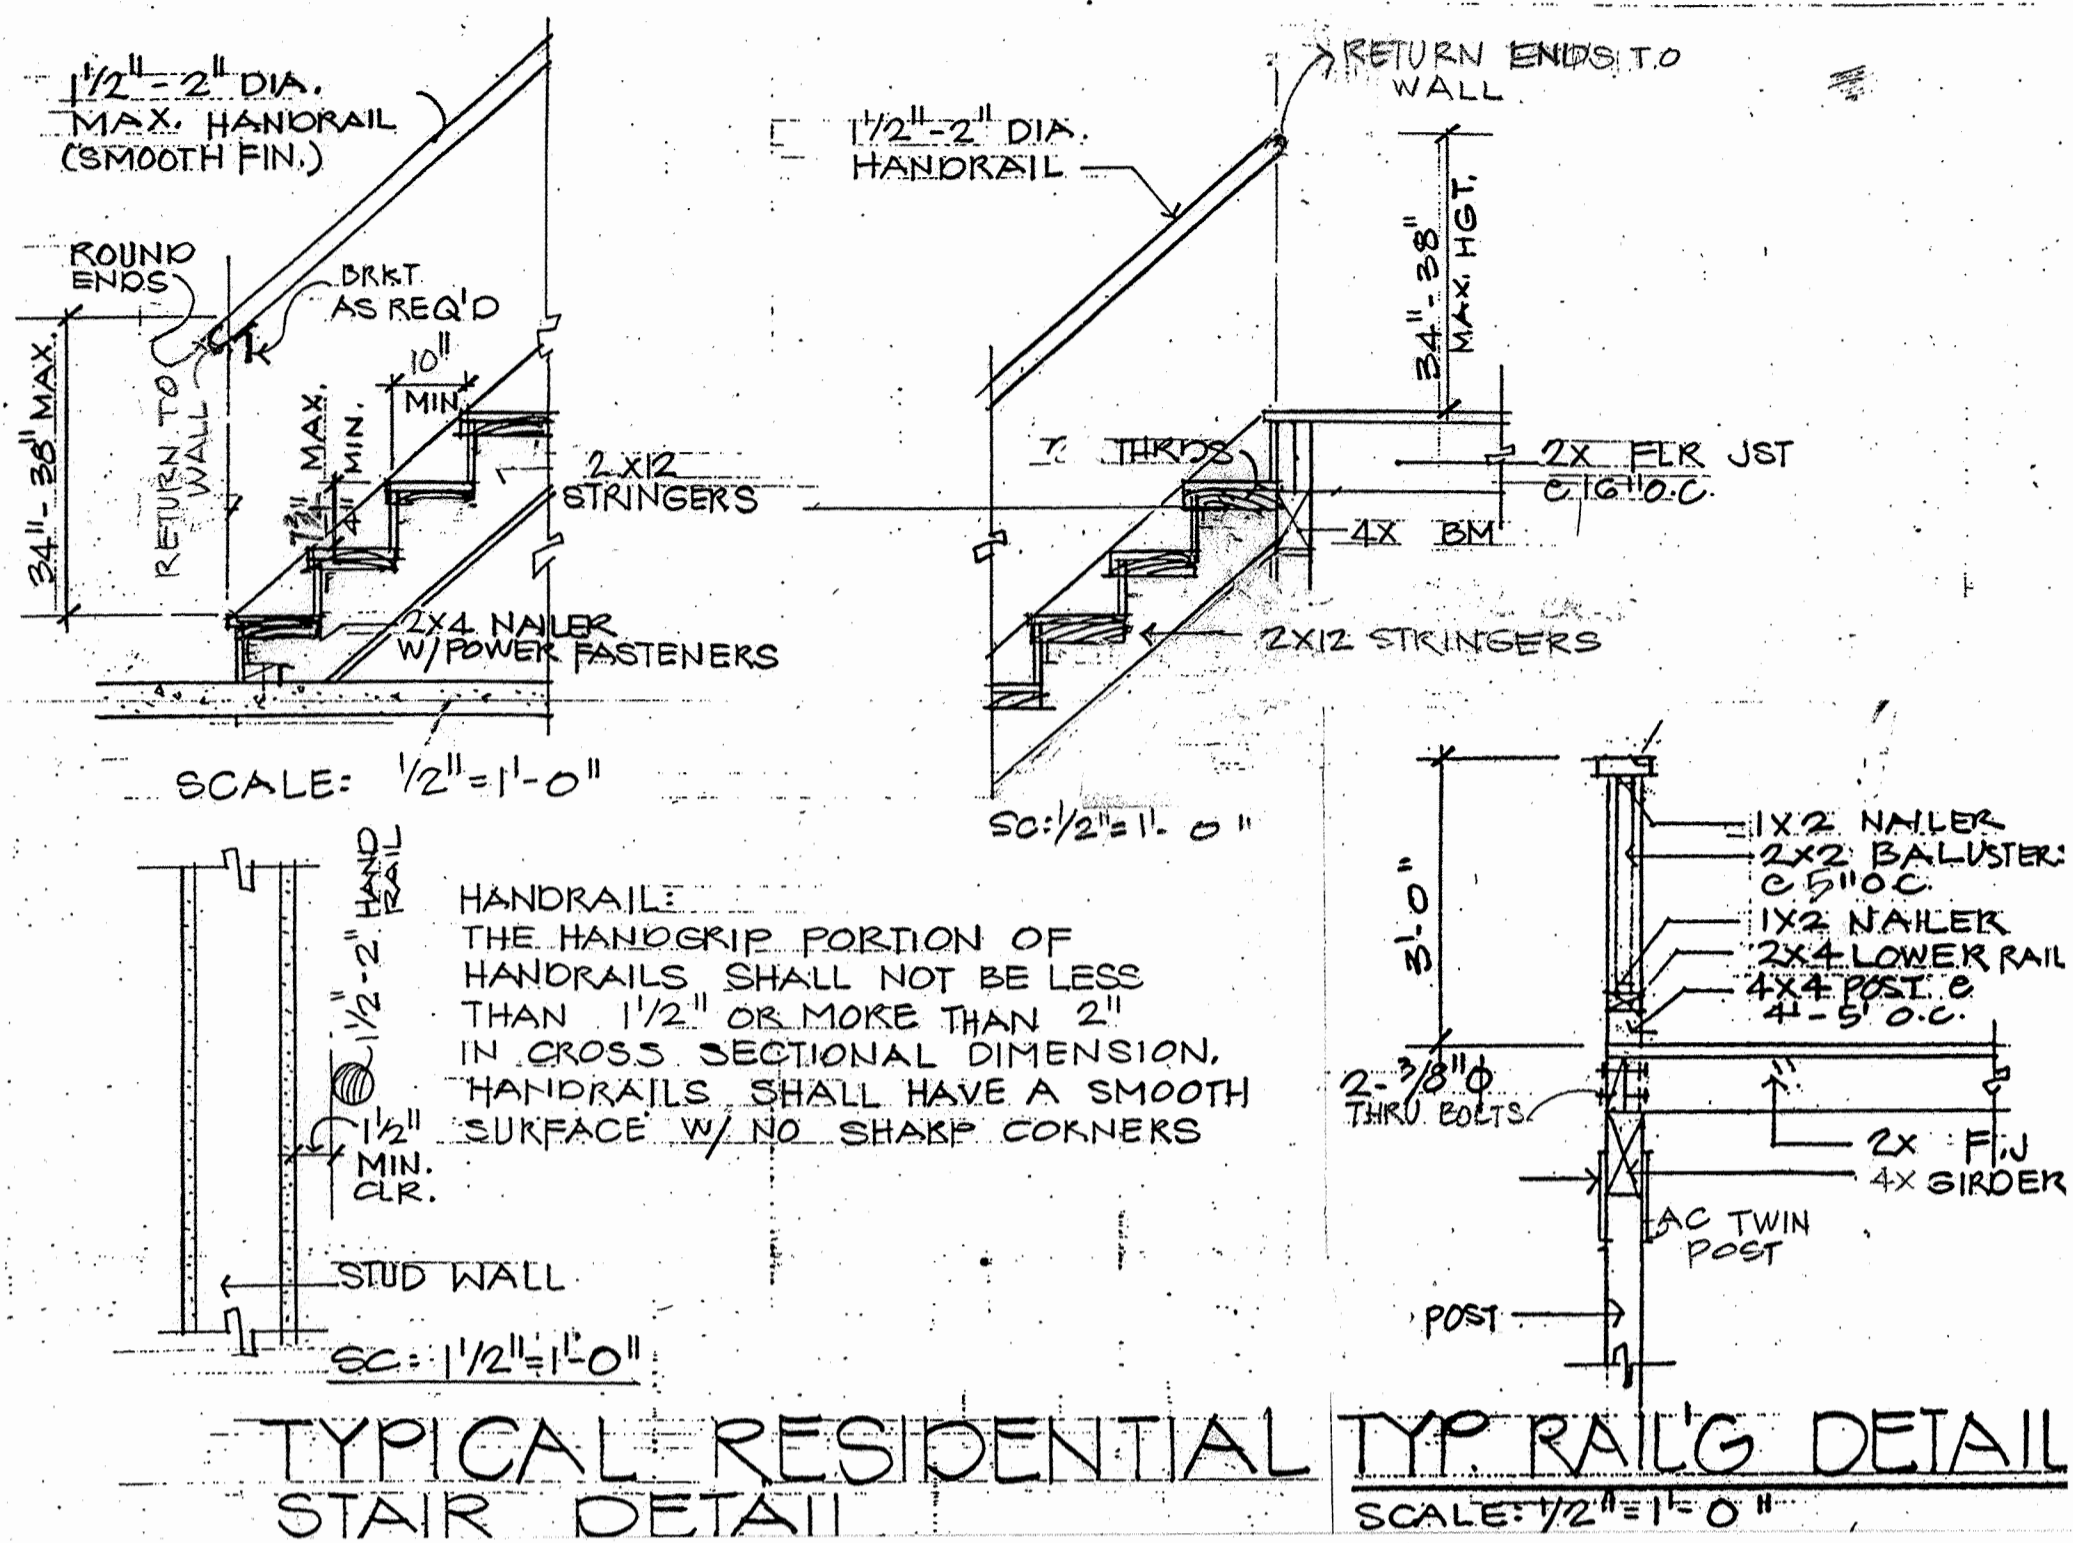 1 1/2" - 2" DIA.
MAX. HANDRAIL
(SMOOTH FIN.)
ROUND
ENDS
BRKT
AS REQ'D
34" - 38" MAX.
RETURN TO
WALL
10"
MIN.
7 3/4" MAX.
4" MIN.
2X12
STRINGERS
2X4 NAILER
W/POWER FASTENERS
SCALE: 1/2" = 1'-0"
RETURN ENDS TO
WALL
1 1/2" - 2" DIA.
HANDRAIL
34" - 38"
MAX. HGT.
THRDS
2X FLR JST
@ 16" O.C.
4X BM
2X12 STRINGERS
SC: 1/2" = 1'- 0"
1 1/2" - 2" HAND
RAIL
1 1/2"
MIN.
CLR.
STUD WALL
SC: 1 1/2" = 1'-0"
HANDRAIL:
THE HANDGRIP PORTION OF
HANDRAILS SHALL NOT BE LESS
THAN 1 1/2" OR MORE THAN 2"
IN CROSS SECTIONAL DIMENSION.
HANDRAILS SHALL HAVE A SMOOTH
SURFACE W/ NO SHARP CORNERS
3'-0"
1X2 NAILER
2X2 BALUSTER
@ 5" O.C.
1X2 NAILER
2X4 LOWER RAIL
4X4 POST @
4'-5' O.C.
2-3/8"ϕ
THRU BOLTS
2X F.J
4X GIRDER
AC TWIN
POST
POST
TYPICAL RESIDENTIAL
STAIR DETAIL
TYP. RAIL'G DETAIL
SCALE: 1/2" = 1'-0"